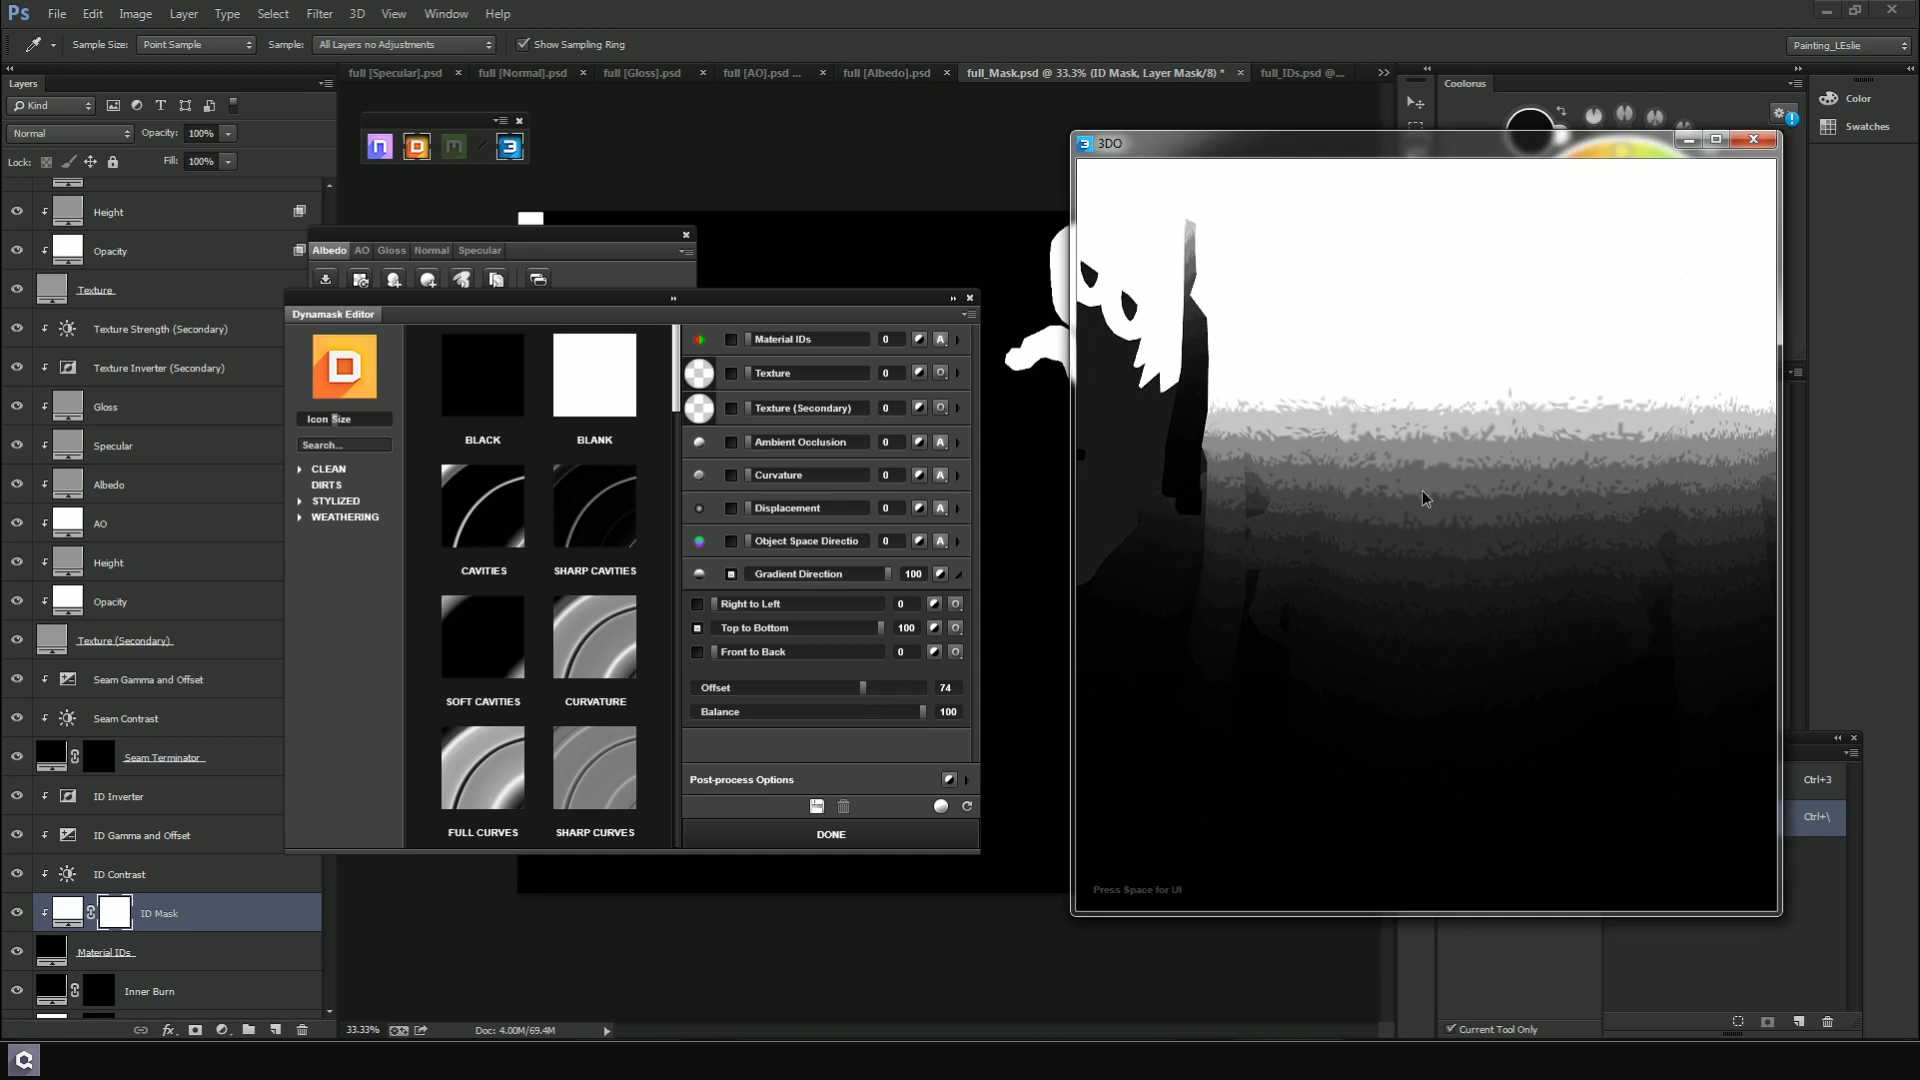 Ps File Edit Image Layer Type Select Filter 3D View Window Help
Sample Size: Point Sample Sample: All Layers no Adjustments Show Sampling Ring Painting_LEslie
Layers
full [Specular].psd × full [Normal].psd × full [Gloss].psd × full [AO].psd ... × full [Albedo].psd × full_Mask.psd @ 33.3% (ID Mask, Layer Mask/8) * × full_IDs.psd @...
Coolorus
Color
Swatches
Kind
Normal Opacity: 100%
Lock: Fill: 100%
Height
Opacity
Texture
Texture Strength (Secondary)
Texture Inverter (Secondary)
Gloss
Specular
Albedo
AO
Height
Opacity
Texture (Secondary)
Seam Gamma and Offset
Seam Contrast
Seam Terminator
ID Inverter
ID Gamma and Offset
ID Contrast
ID Mask
Material IDs
Inner Burn
Albedo AO Gloss Normal Specular
Dynamask Editor
Icon Size
Search...
CLEAN
DIRTS
STYLIZED
WEATHERING
BLACK
BLANK
CAVITIES
SHARP CAVITIES
SOFT CAVITIES
CURVATURE
FULL CURVES
SHARP CURVES
Material IDs 0 A
Texture 0
Texture (Secondary) 0
Ambient Occlusion 0 A
Curvature 0 A
Displacement 0 A
Object Space Directio 0 A
Gradient Direction 100
Right to Left 0
Top to Bottom 100
Front to Back 0
Offset 74
Balance 100
Post-process Options
DONE
3DO
Press Space for UI
Ctrl+3
Ctrl+\
Current Tool Only
33.33% Doc: 4.00M/69.4M